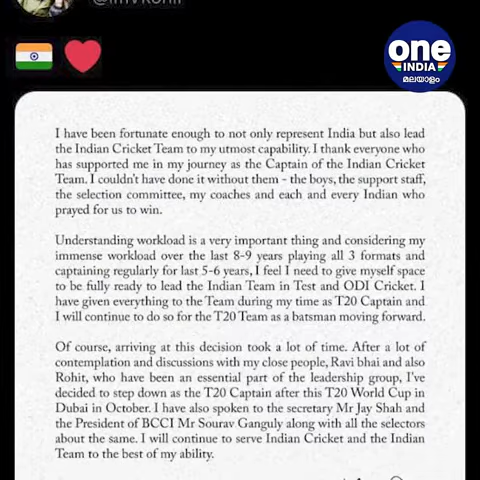 one
INDIA
മലയാളം
I have been fortunate enough to not only represent India but also lead
the Indian Cricket Team to my utmost capability. I thank everyone who
has supported me in my journey as the Captain of the Indian Cricket
Team. I couldn't have done it without them - the boys, the support staff,
the selection committee, my coaches and each and every Indian who
prayed for us to win.
Understanding workload is a very important thing and considering my
immense workload over the last 8-9 years playing all 3 formats and
captaining regularly for last 5-6 years, I feel I need to give myself space
to be fully ready to lead the Indian Team in Test and ODI Cricket. I
have given everything to the Team during my time as T20 Captain and
I will continue to do so for the T20 Team as a batsman moving forward.
Of course, arriving at this decision took a lot of time. After a lot of
contemplation and discussions with my close people, Ravi bhai and also
Rohit, who have been an essential part of the leadership group, I've
decided to step down as the T20 Captain after this T20 World Cup in
Dubai in October. I have also spoken to the secretary Mr Jay Shah and
the President of BCCI Mr Sourav Ganguly along with all the selectors
about the same. I will continue to serve Indian Cricket and the Indian
Team to the best of my ability.